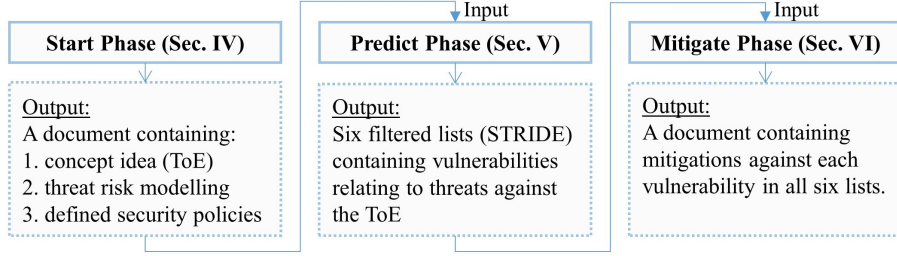 Start Phase (Sec. IV)
Output:
A document containing:
1. concept idea (ToE)
2. threat risk modelling
3. defined security policies
Input
Predict Phase (Sec. V)
Output:
Six filtered lists (STRIDE)
containing vulnerabilities
relating to threats against
the ToE
Input
Mitigate Phase (Sec. VI)
Output:
A document containing
mitigations against each
vulnerability in all six lists.